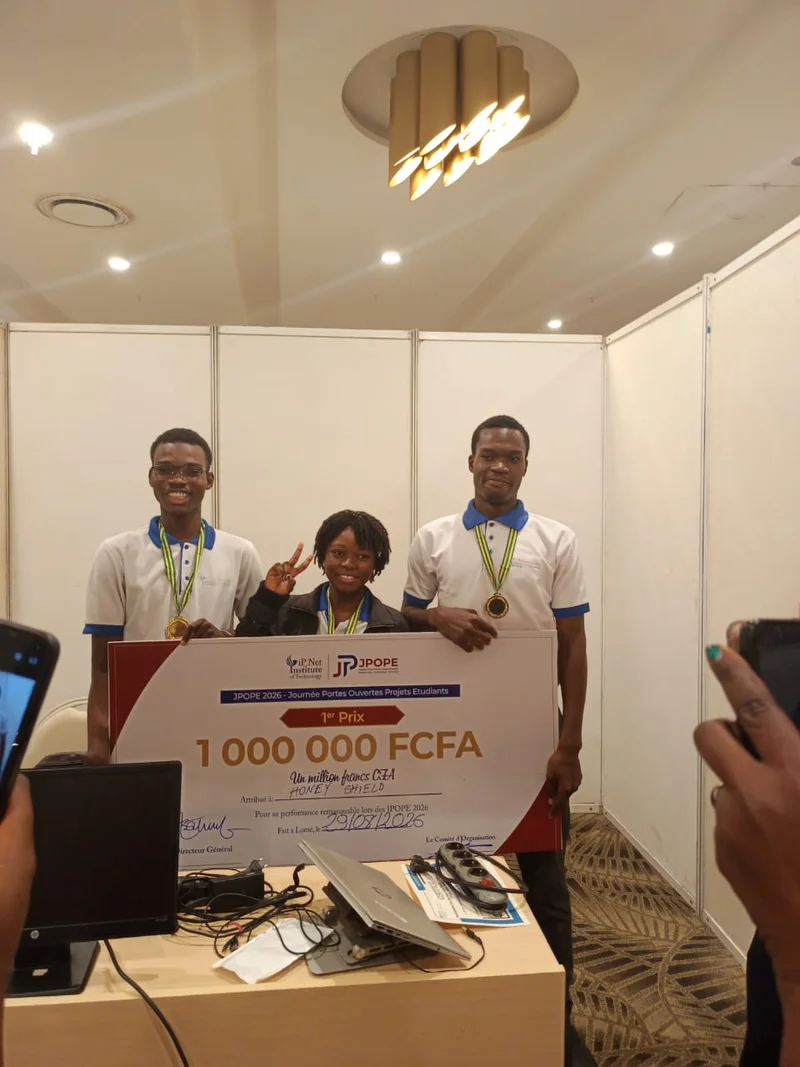 iP Net
Institute
of Technology
JPOPE
JPOPE 2026 - Journée Portes Ouvertes Projets Etudiants
1er Prix
1 000 000 FCFA
Un million francs CFA
Attribué à: HONEY SHIELD
Pour sa performance remarquable lors des JPOPE 2026
Fait à Lomé, le 29/07/2026
Directeur Général
Le Comité d'Organisation
hp